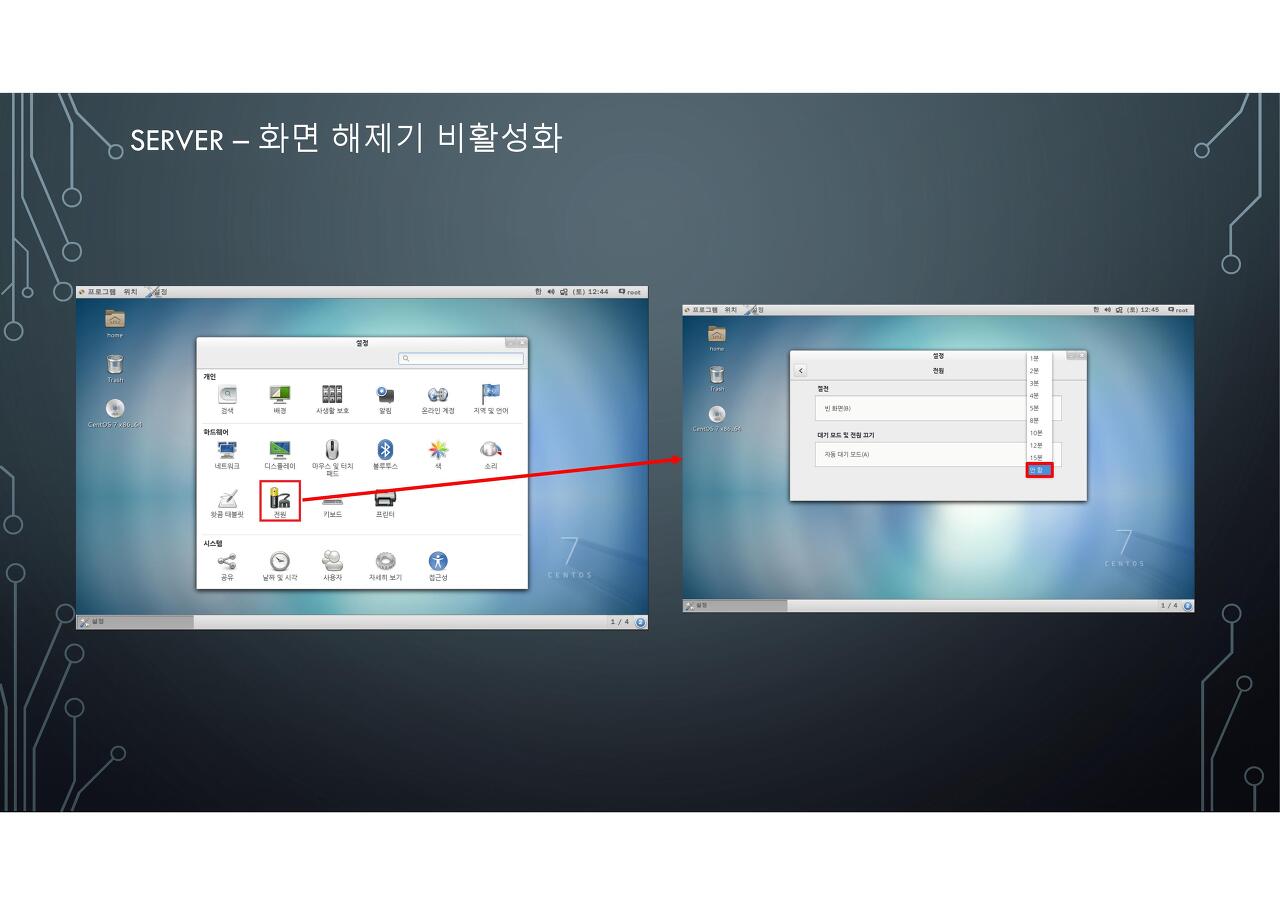 SERVER – 화면 해제기 비활성화
프로그램 위치 설정
한 (토) 12:44 root
home
Trash
CentOS 7 x86_64
설정
개인
검색 배경 사생활 보호 알림 온라인 계정 지역 및 언어
하드웨어
네트워크 디스플레이 마우스 및 터치 패드 블루투스 색 소리
왓콤 태블릿 전원 키보드 프린터
시스템
공유 날짜 및 시각 사용자 자세히 보기 접근성
7
CENTOS
설정
1 / 4
프로그램 위치 설정
한 (토) 12:45 root
home
Trash
CentOS 7 x86_64
설정
전원
절전
빈 화면(B)
대기 모드 및 전원 끄기
자동 대기 모드(A)
1분
2분
3분
4분
5분
8분
10분
12분
15분
안 함
7
CENTOS
설정
1 / 4